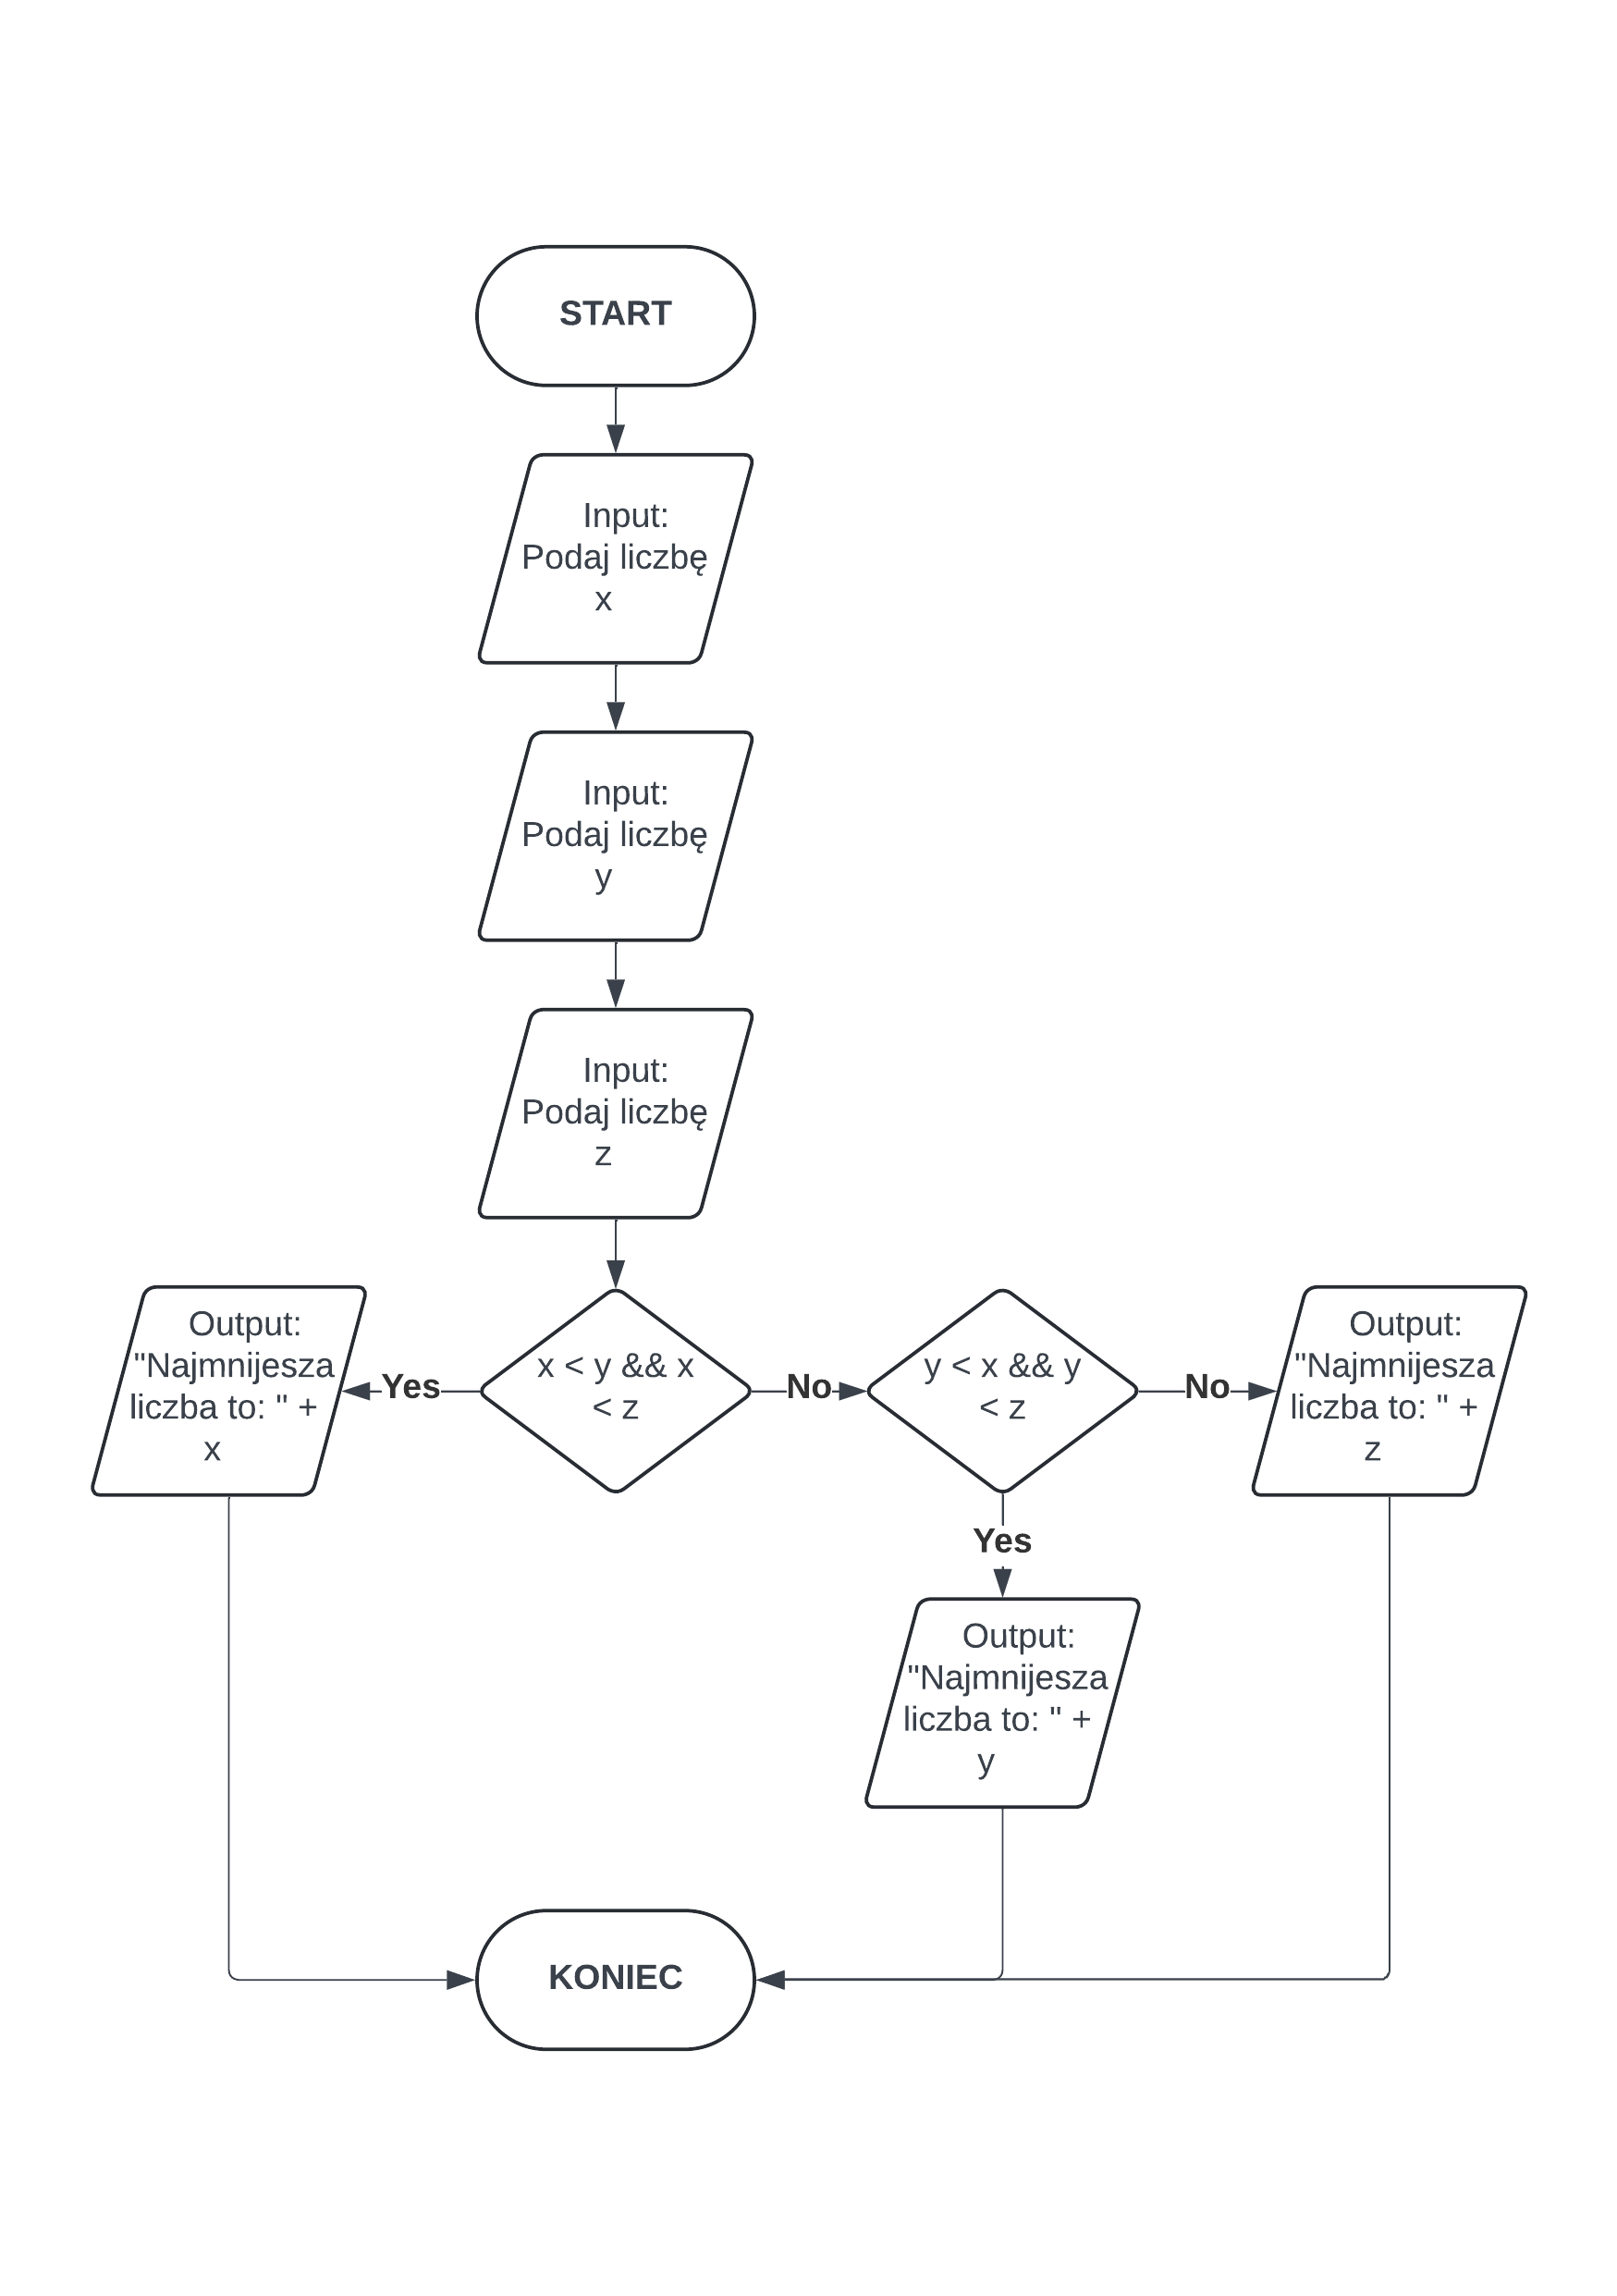 START
Input:
Podaj liczbę
x
Input:
Podaj liczbę
y
Input:
Podaj liczbę
z
Output:
"Najmnijesza
liczba to: " +
x
Yes
x < y && x
< z
No
y < x && y
< z
No
Output:
"Najmnijesza
liczba to: " +
z
Yes
Output:
"Najmnijesza
liczba to: " +
y
KONIEC